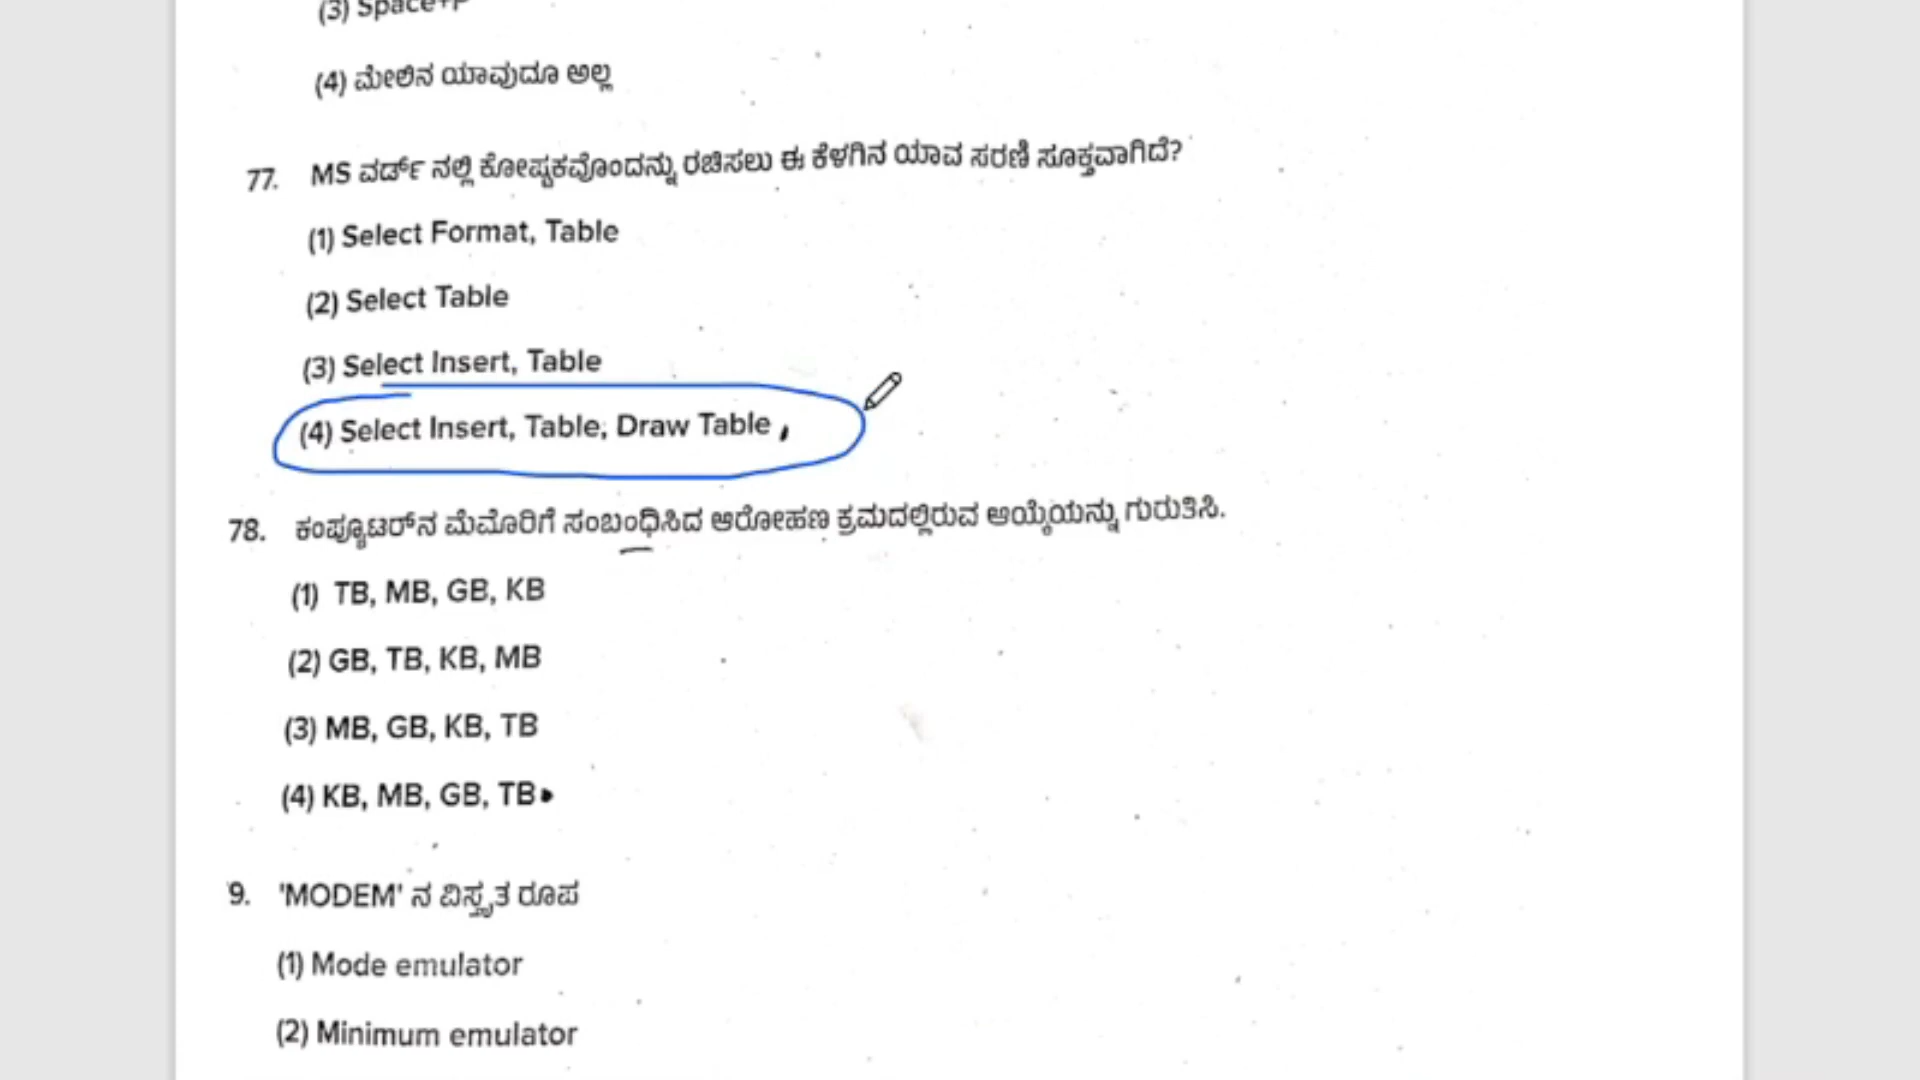 (3) Space+P
(4) ಮೇಲಿನ ಯಾವುದೂ ಅಲ್ಲ
77. MS ವರ್ಡ್ ನಲ್ಲಿ ಕೋಷ್ಟಕವೊಂದನ್ನು ರಚಿಸಲು ಈ ಕೆಳಗಿನ ಯಾವ ಸರಣಿ ಸೂಕ್ತವಾಗಿದೆ?
(1) Select Format, Table
(2) Select Table
(3) Select Insert, Table
(4) Select Insert, Table, Draw Table
78. ಕಂಪ್ಯೂಟರ್‌ನ ಮೆಮೊರಿಗೆ ಸಂಬಂಧಿಸಿದ ಆರೋಹಣ ಕ್ರಮದಲ್ಲಿರುವ ಆಯ್ಕೆಯನ್ನು ಗುರುತಿಸಿ.
(1) TB, MB, GB, KB
(2) GB, TB, KB, MB
(3) MB, GB, KB, TB
(4) KB, MB, GB, TB
9. 'MODEM' ನ ವಿಸ್ತೃತ ರೂಪ
(1) Mode emulator
(2) Minimum emulator